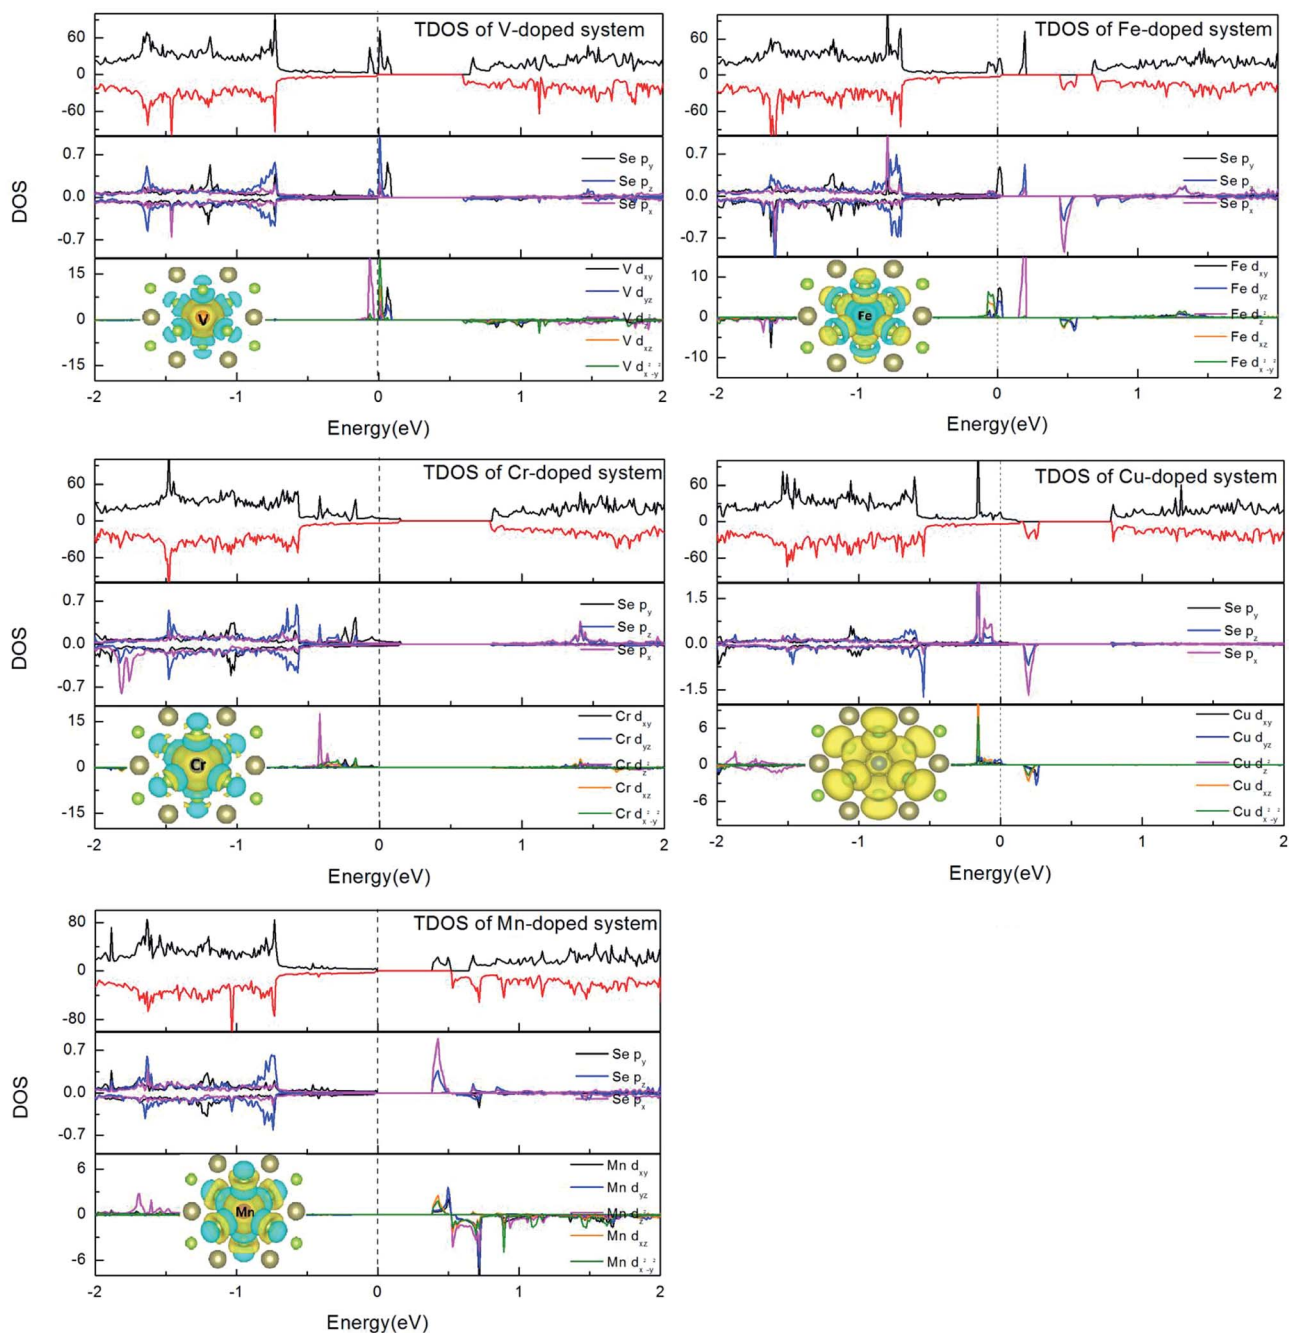 TDOS of V-doped system
60
0
-60
0.7
0.0
-0.7
Se p_y
Se p_z
Se p_x
15
0
-15
V
V d_xy
V d_yz
V d_z²
V d_xz
V d_x²-y²
-2 -1 0 1 2
Energy(eV)
DOS
TDOS of Fe-doped system
60
0
-60
0.7
0.0
-0.7
Se p_y
Se p_z
Se p_x
10
0
-10
Fe
Fe d_xy
Fe d_yz
Fe d_z²
Fe d_xz
Fe d_x²-y²
-2 -1 0 1 2
Energy(eV)
TDOS of Cr-doped system
60
0
-60
0.7
0.0
-0.7
Se p_y
Se p_z
Se p_x
15
0
-15
Cr
Cr d_xy
Cr d_yz
Cr d_z²
Cr d_xz
Cr d_x²-y²
-2 -1 0 1 2
Energy(eV)
DOS
TDOS of Cu-doped system
60
0
-60
1.5
0.0
-1.5
Se p_y
Se p_z
Se p_x
6
0
-6
Cu d_xy
Cu d_yz
Cu d_z²
Cu d_xz
Cu d_x²-y²
-2 -1 0 1 2
Energy(eV)
TDOS of Mn-doped system
80
0
-80
0.7
0.0
-0.7
Se p_y
Se p_z
Se p_x
6
0
-6
Mn
Mn d_xy
Mn d_yz
Mn d_z²
Mn d_xz
Mn d_x²-y²
-2 -1 0 1 2
Energy(eV)
DOS